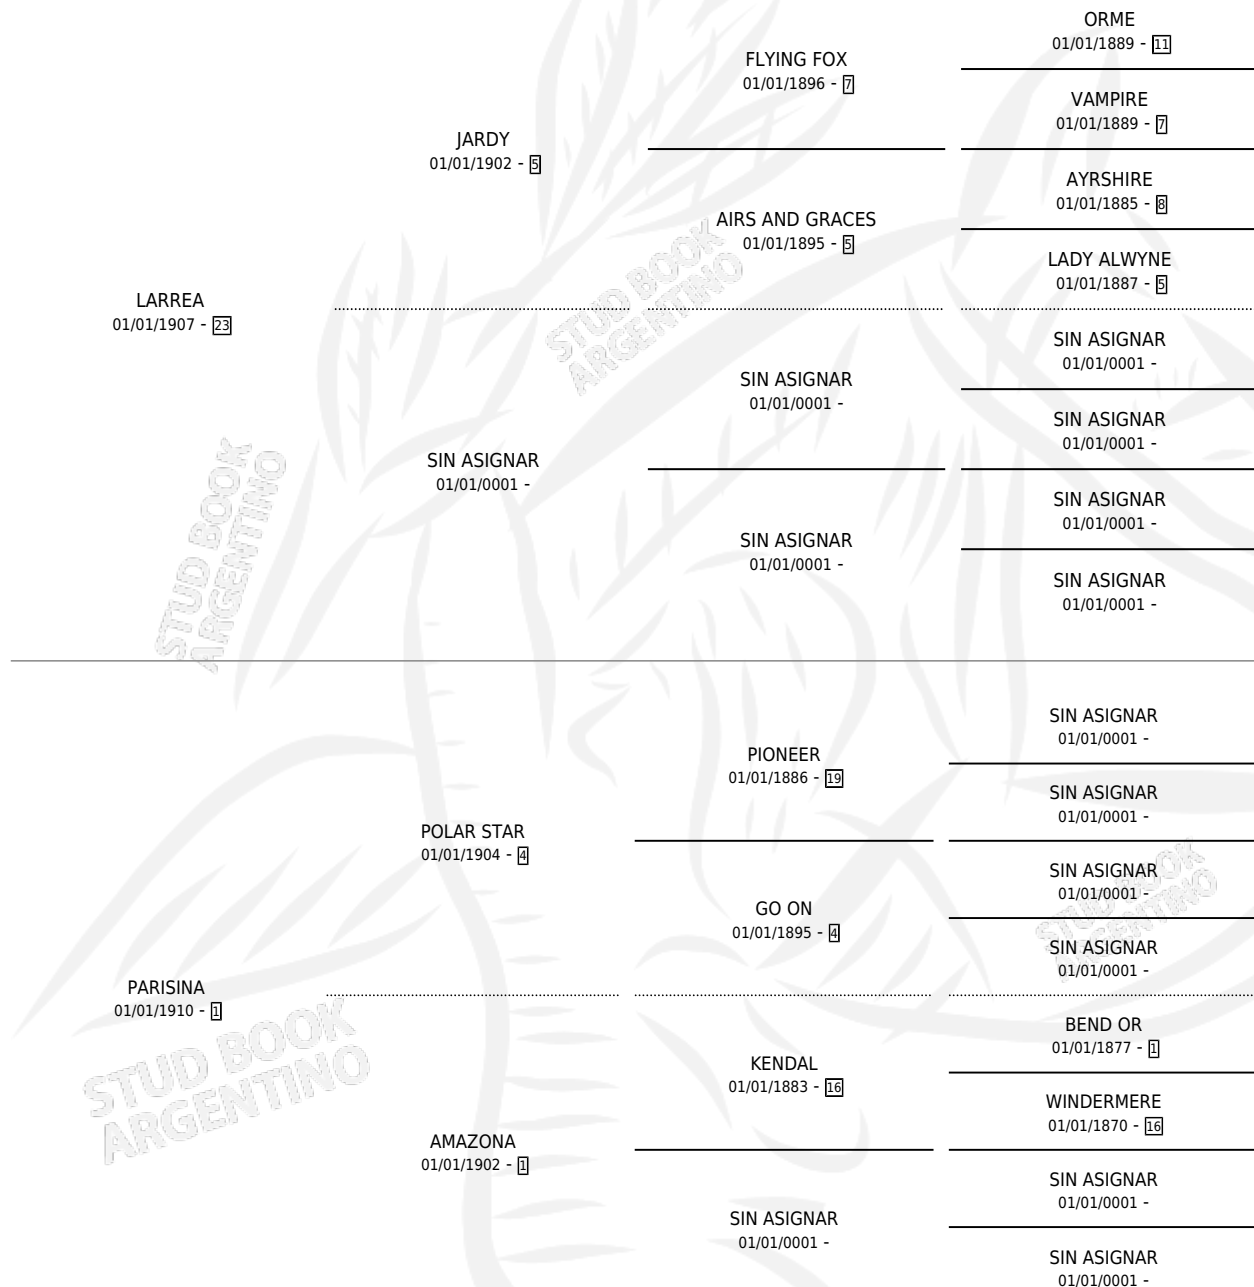 ORME
01/01/1889 - 11
FLYING FOX
01/01/1896 - 7
VAMPIRE
01/01/1889 - 7
JARDY
01/01/1902 - 5
AYRSHIRE
01/01/1885 - 8
AIRS AND GRACES
01/01/1895 - 5
LADY ALWYNE
01/01/1887 - 5
LARREA
01/01/1907 - 23
SIN ASIGNAR
01/01/0001 -
SIN ASIGNAR
01/01/0001 -
SIN ASIGNAR
01/01/0001 -
SIN ASIGNAR
01/01/0001 -
SIN ASIGNAR
01/01/0001 -
SIN ASIGNAR
01/01/0001 -
SIN ASIGNAR
01/01/0001 -
STUD BOOK
ARGENTINO
STUD BOOK
ARGENTINO
SIN ASIGNAR
01/01/0001 -
PIONEER
01/01/1886 - 19
SIN ASIGNAR
01/01/0001 -
POLAR STAR
01/01/1904 - 4
SIN ASIGNAR
01/01/0001 -
GO ON
01/01/1895 - 4
SIN ASIGNAR
01/01/0001 -
STUD BOOK
ARGENTINO
PARISINA
01/01/1910 - 1
BEND OR
01/01/1877 - 1
KENDAL
01/01/1883 - 16
WINDERMERE
01/01/1870 - 16
AMAZONA
01/01/1902 - 1
SIN ASIGNAR
01/01/0001 -
SIN ASIGNAR
01/01/0001 -
SIN ASIGNAR
01/01/0001 -
STUD BOOK
ARGENTINO